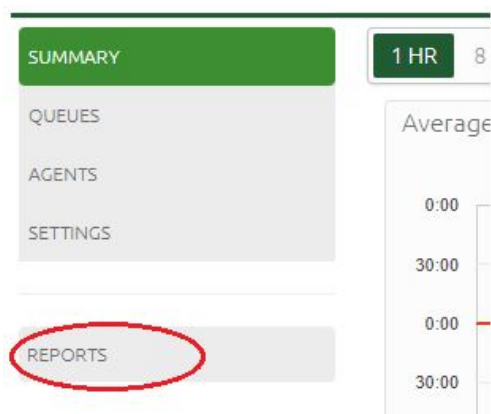 SUMMARY
QUEUES
AGENTS
SETTINGS
REPORTS
1 HR 8
Average
0:00
30:00
0:00
30:00